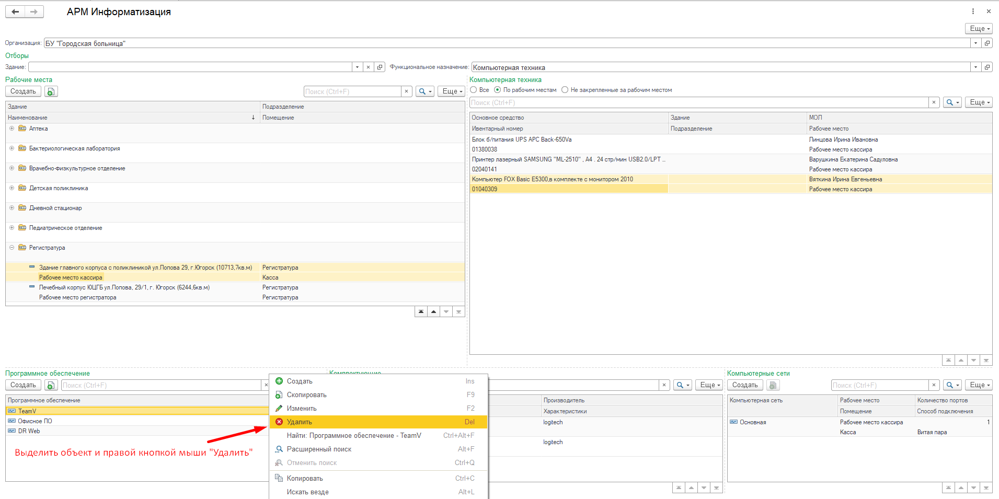 АРМ Информатизация
Еще
Организация: БУ "Городская больница"
Отборы
Здание:
Функциональное назначение: Компьютерная техника
Рабочие места
Создать
Поиск (Ctrl+F)
Еще
Здание Подразделение
Наименование Помещение
Аптека
Бактериологическая лаборатория
Врачебно-физкультурное отделение
Детская поликлиника
Дневной стационар
Педиатрическое отделение
Регистратура
Здание главного корпуса с поликлиникой ул.Попова 29, г.Югорск (10713,7кв.м) Регистратура
Рабочее место кассира Касса
Лечебный корпус ЮЦГБ ул.Попова, 29/1, г. Югорск (6244,6кв.м) Регистратура
Рабочее место регистратора Регистратура
Компьютерная техника
Все По рабочим местам Не закрепленные за рабочим местом
Поиск (Ctrl+F)
Еще
Основное средство Здание МОЛ
Ивентарный номер Подразделение Рабочее место
Блок б/питания UPS APC Back-650Va Линцова Ирина Ивановна
01380038 Рабочее место кассира
Принтер лазерный SAMSUNG "ML-2510" , А4 . 24 стр/мин USB2.0/LPT ... Варушкина Екатерина Садуловна
02040141 Рабочее место кассира
Компьютер FOX Basic E5300,в комплекте с монитором 2010 Вяткина Ирина Евгеньевна
01040309 Рабочее место кассира
Программное обеспечение
Создать
Поиск (Ctrl+F)
Программное обеспечение
TeamV
Офисное ПО
DR Web
Выделить объект и правой кнопкой мыши "Удалить"
Комплектующие
Создать Ins
Скопировать F9
Изменить F2
Удалить Del
Найти: Программное обеспечение - TeamV Ctrl+Alt+F
Расширенный поиск Alt+F
Отменить поиск Ctrl+Q
Копировать Ctrl+C
Искать везде Alt+L
Еще
Производитель
Характеристики
logitech
logitech
Компьютерные сети
Создать
Поиск (Ctrl+F)
Еще
Компьютерная сеть Рабочее место Количество портов
Помещение Способ подключения
Основная Рабочее место кассира 1
Касса Витая пара